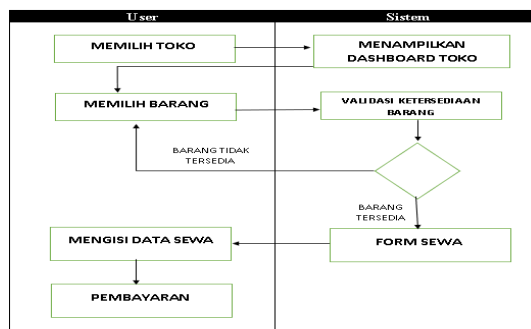 User
Sistem
MEMILIH TOKO
MENAMPILKAN
DASHBOARD TOKO
MEMILIH BARANG
VALIDASI KETERSEDIAAN
BARANG
BARANG TIDAK
TERSEDIA
BARANG
TERSEDIA
MENGISI DATA SEWA
FORM SEWA
PEMBAYARAN